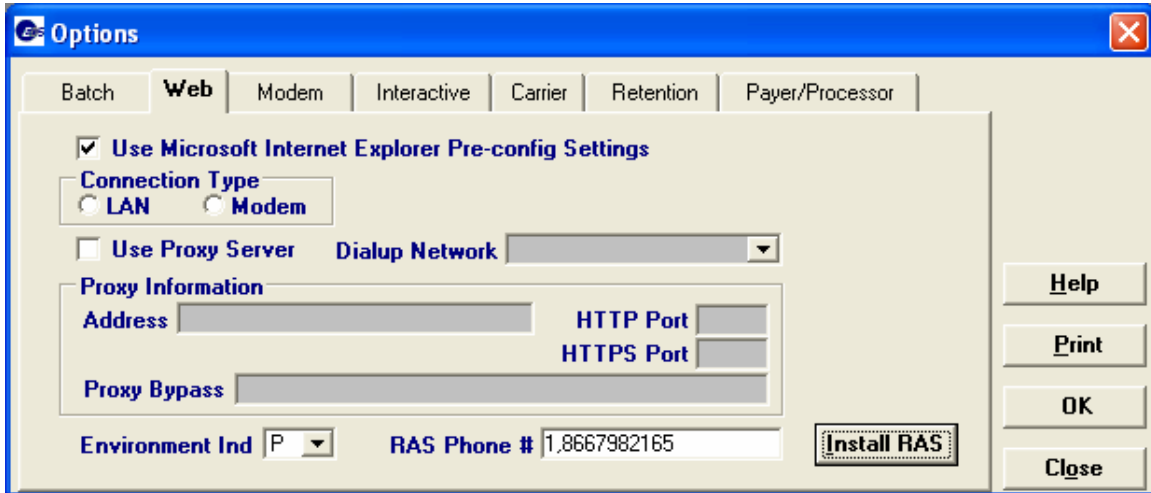 Options
Batch Web Modem Interactive Carrier Retention Payer/Processor
Use Microsoft Internet Explorer Pre-config Settings
Connection Type
LAN Modem
Use Proxy Server Dialup Network
Proxy Information
Address HTTP Port
HTTPS Port
Proxy Bypass
Environment Ind P RAS Phone # 1,8667982165 Install RAS
Help
Print
OK
Close